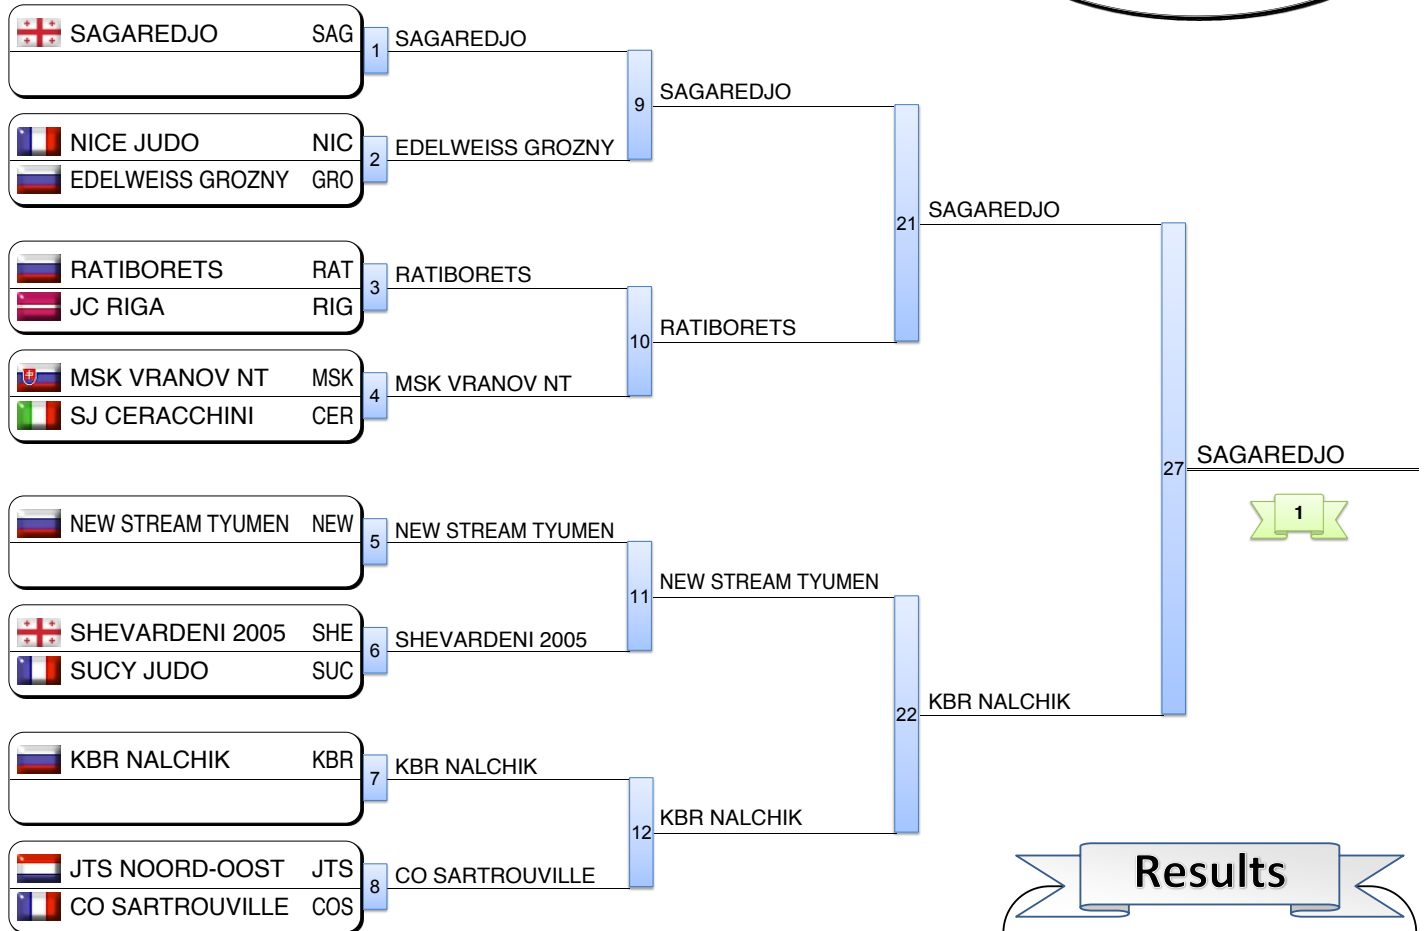 SAGAREDJO SAG
1 SAGAREDJO
9 SAGAREDJO
NICE JUDO NIC
EDELWEISS GROZNY GRO
2 EDELWEISS GROZNY
21 SAGAREDJO
RATIBORETS RAT
JC RIGA RIG
3 RATIBORETS
10 RATIBORETS
MSK VRANOV NT MSK
SJ CERACCHINI CER
4 MSK VRANOV NT
27 SAGAREDJO
1
NEW STREAM TYUMEN NEW
5 NEW STREAM TYUMEN
11 NEW STREAM TYUMEN
SHEVARDENI 2005 SHE
SUCY JUDO SUC
6 SHEVARDENI 2005
22 KBR NALCHIK
KBR NALCHIK KBR
7 KBR NALCHIK
12 KBR NALCHIK
JTS NOORD-OOST JTS
CO SARTROUVILLE COS
8 CO SARTROUVILLE
Results